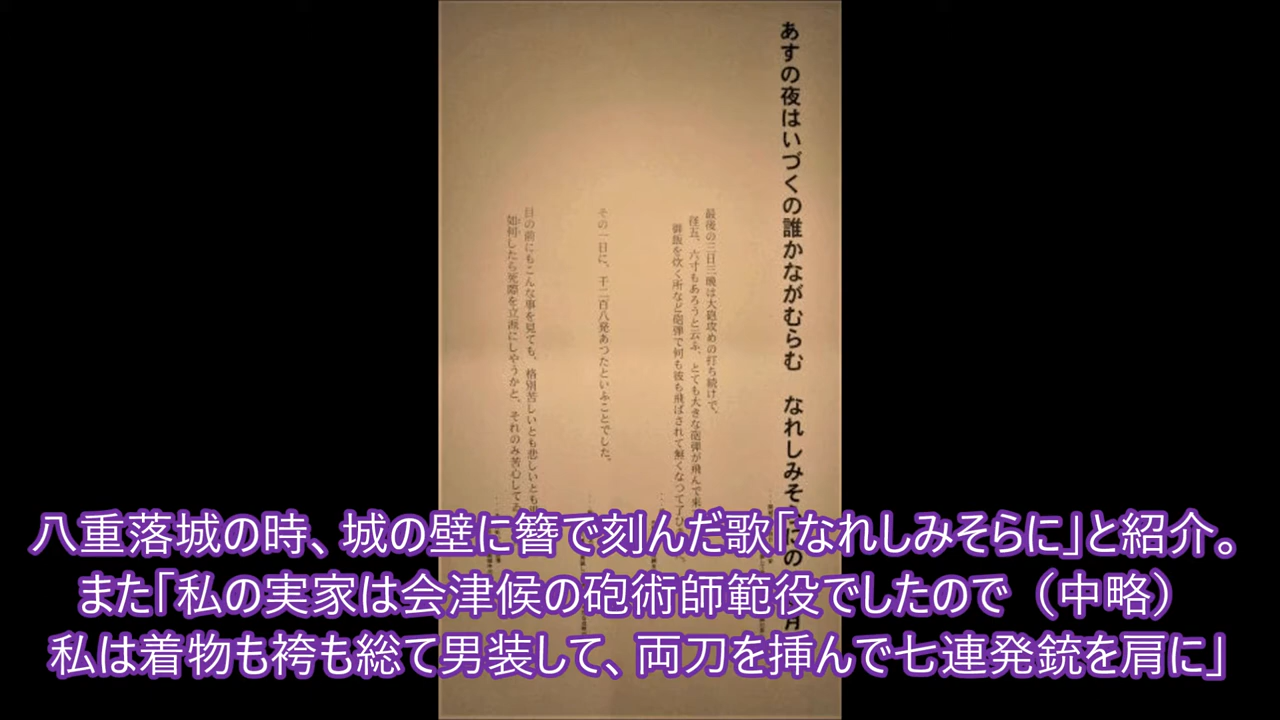 あすの夜はいづくの誰かながむらむ なれしみそ
最後の三日三晩は大砲攻めの打ち続けで、
径五、六寸もあろうと云ふ、とても大きな砲弾が飛んで来
御飯を炊く所など砲弾で何も彼も飛ばされて無くなつて了ひ
その一日に、千二百八発あつたといふことでした。
目の前にもこんな事を見ても、格別苦しいとも悲しいとも
如何したら死際を立派にしやうかと、それのみ苦心してゐ
八重落城の時、城の壁に簪で刻んだ歌「なれしみそらに」と紹介。
また「私の実家は会津候の砲術師範役でしたので（中略）
私は着物も袴も総て男装して、両刀を挿んで七連発銃を肩に」